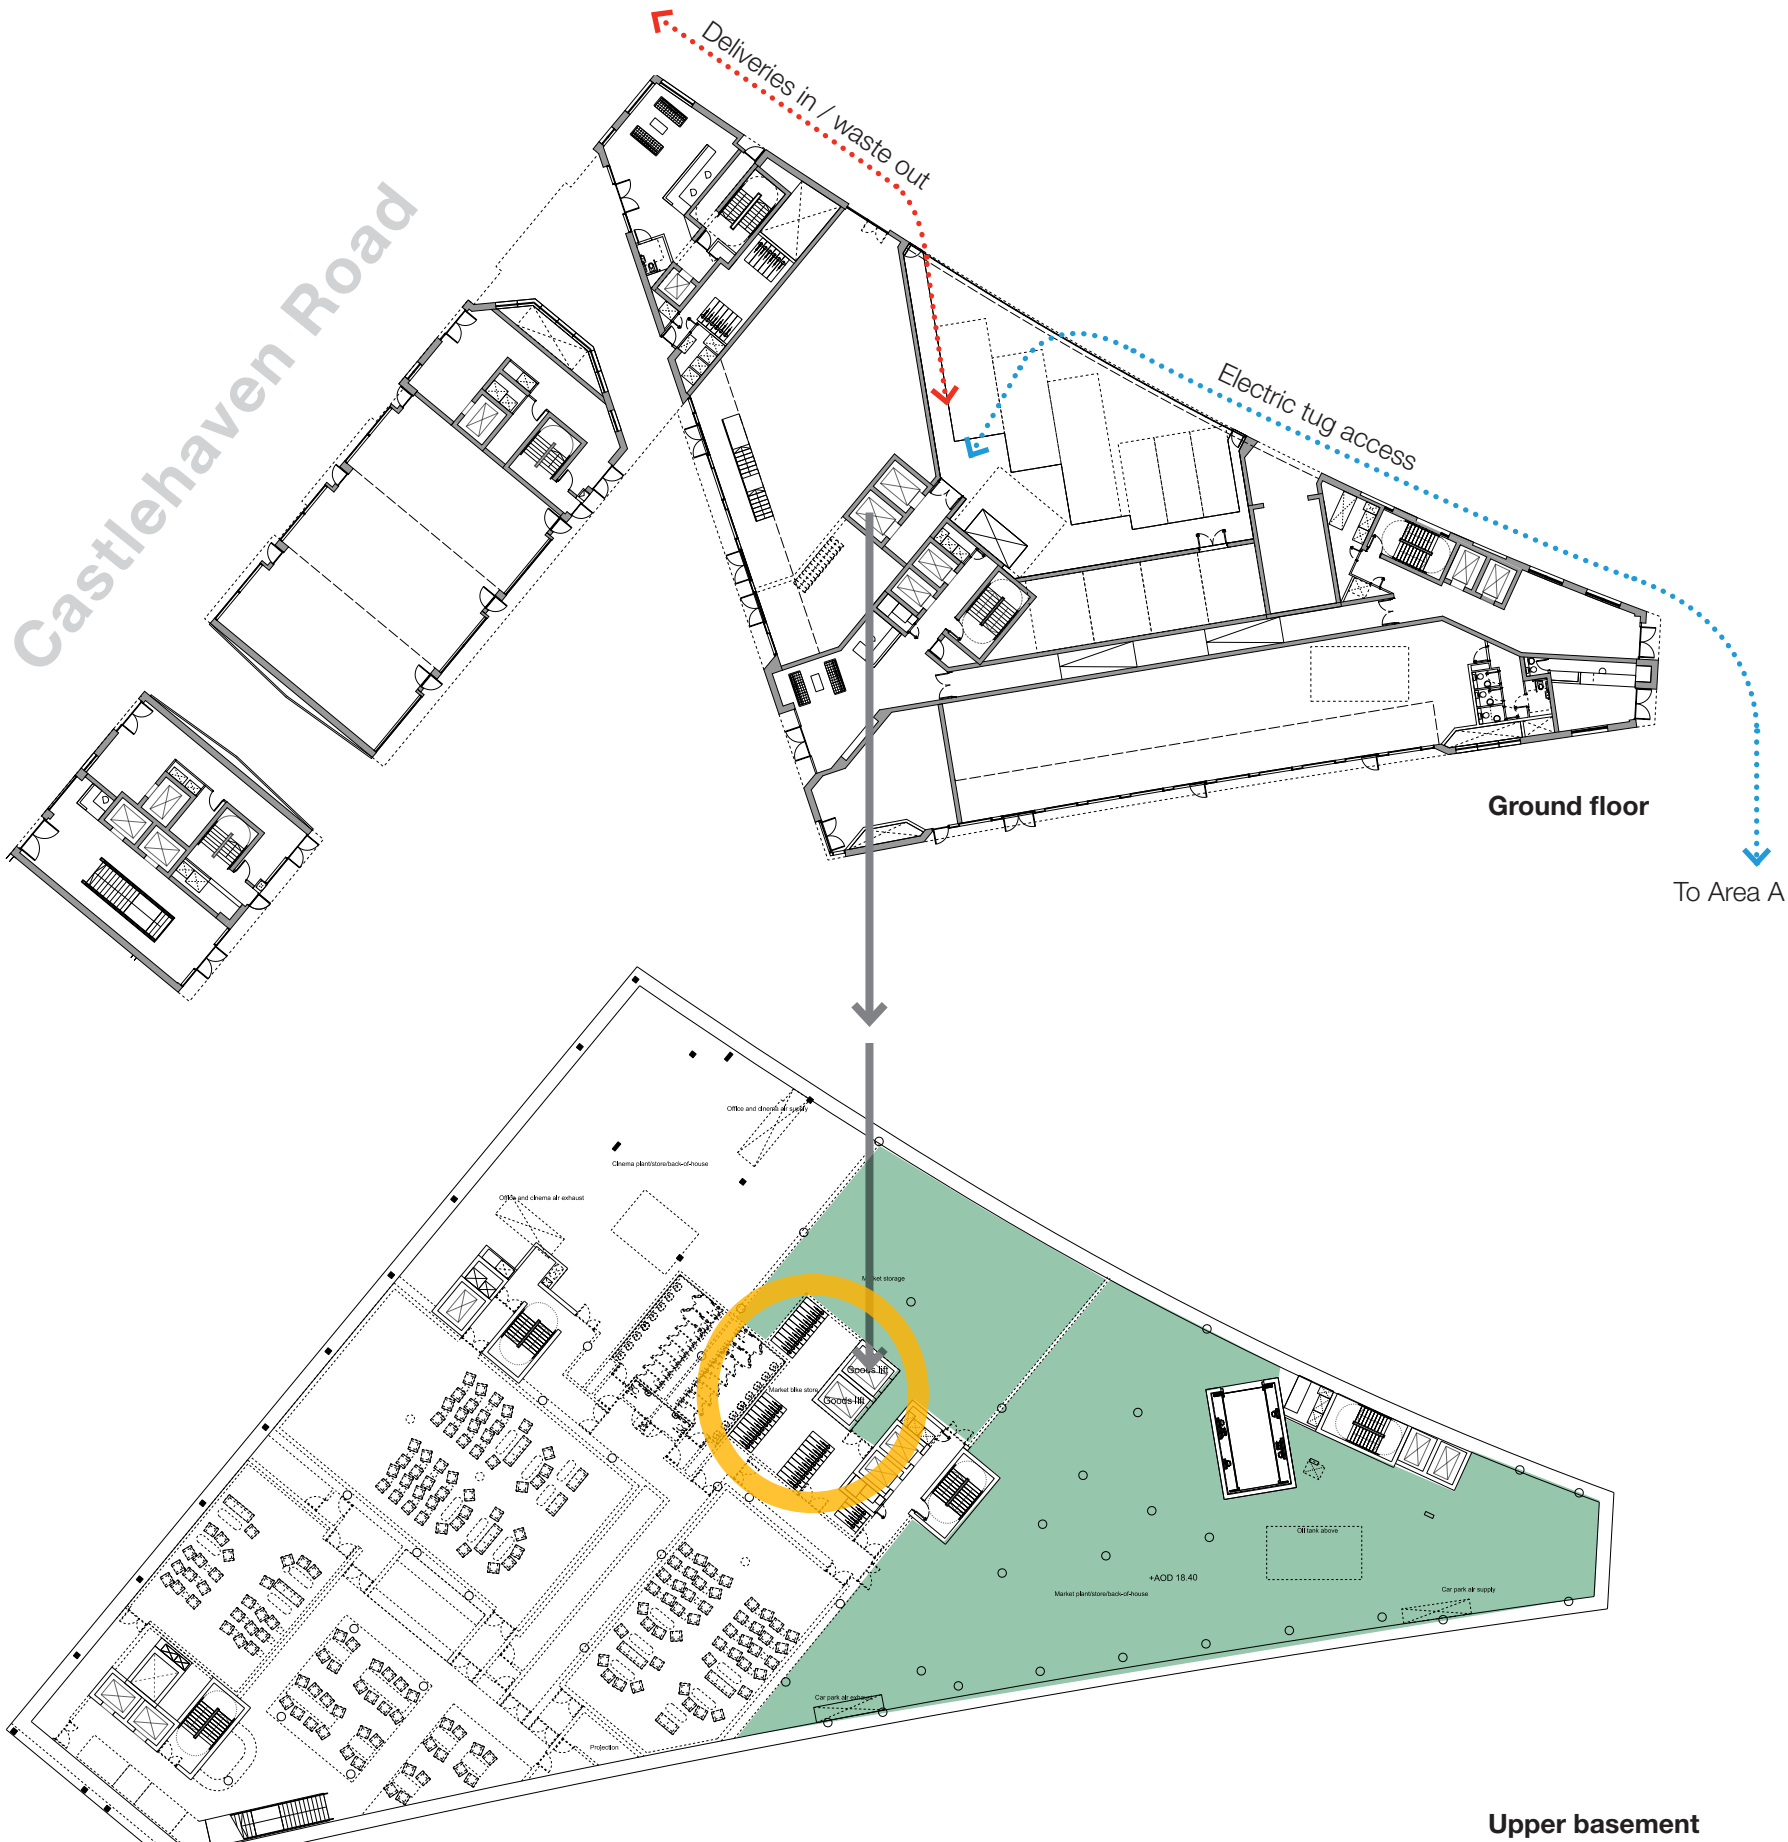 Deliveries in / waste out
Castlehaven Road
Electric tug access
Ground floor
To Area A
Office and cinema air supply
Cinema plant/store/back-of-house
Office and cinema air exhaust
Market storage
Goods lift
Market bike store
Goods lift
Oil tank above
+AOD 18.40
Market plant/store/back-of-house
Car park air supply
Car park air exhaust
Projection
Upper basement